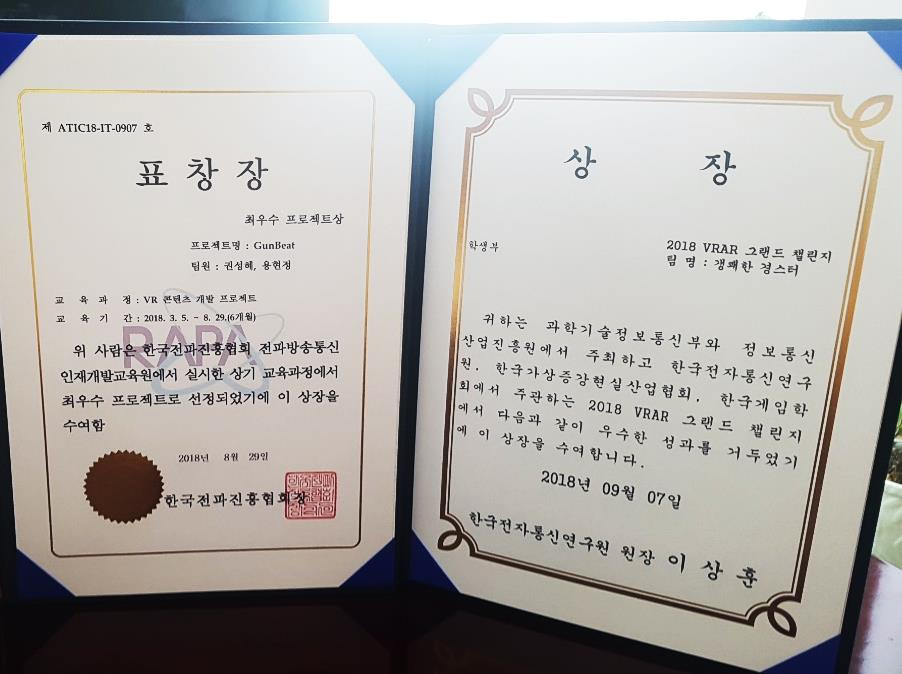 제 ATIC18-IT-0907 호
표 창 장
최우수 프로젝트상
프로젝트명 : GunBeat
팀원 : 권성혜, 용현정
교 육 과 정 : VR 콘텐츠 개발 프로젝트
교 육 기 간 : 2018. 3. 5. - 8. 29.(6개월)
RAPA
위 사람은 한국전파진흥협회 전파방송통신
인재개발교육원에서 실시한 상기 교육과정에서
최우수 프로젝트로 선정되었기에 이 상장을
수여함
2018년 8월 29일
한국전파진흥협회장
상 장
학생부
2018 VRAR 그랜드 챌린지
팀 명 : 갱쾌한 경스터
귀하는 과학기술정보통신부와 정보통신
산업진흥원에서 주최하고 한국전자통신연구
원, 한국가상증강현실산업협회, 한국게임학
회에서 주관하는 2018 VRAR 그랜드 챌린지
에서 다음과 같이 우수한 성과를 거두었기
에 이 상장을 수여합니다.
2018년 09월 07일
한국전자통신연구원 원장 이 상 훈